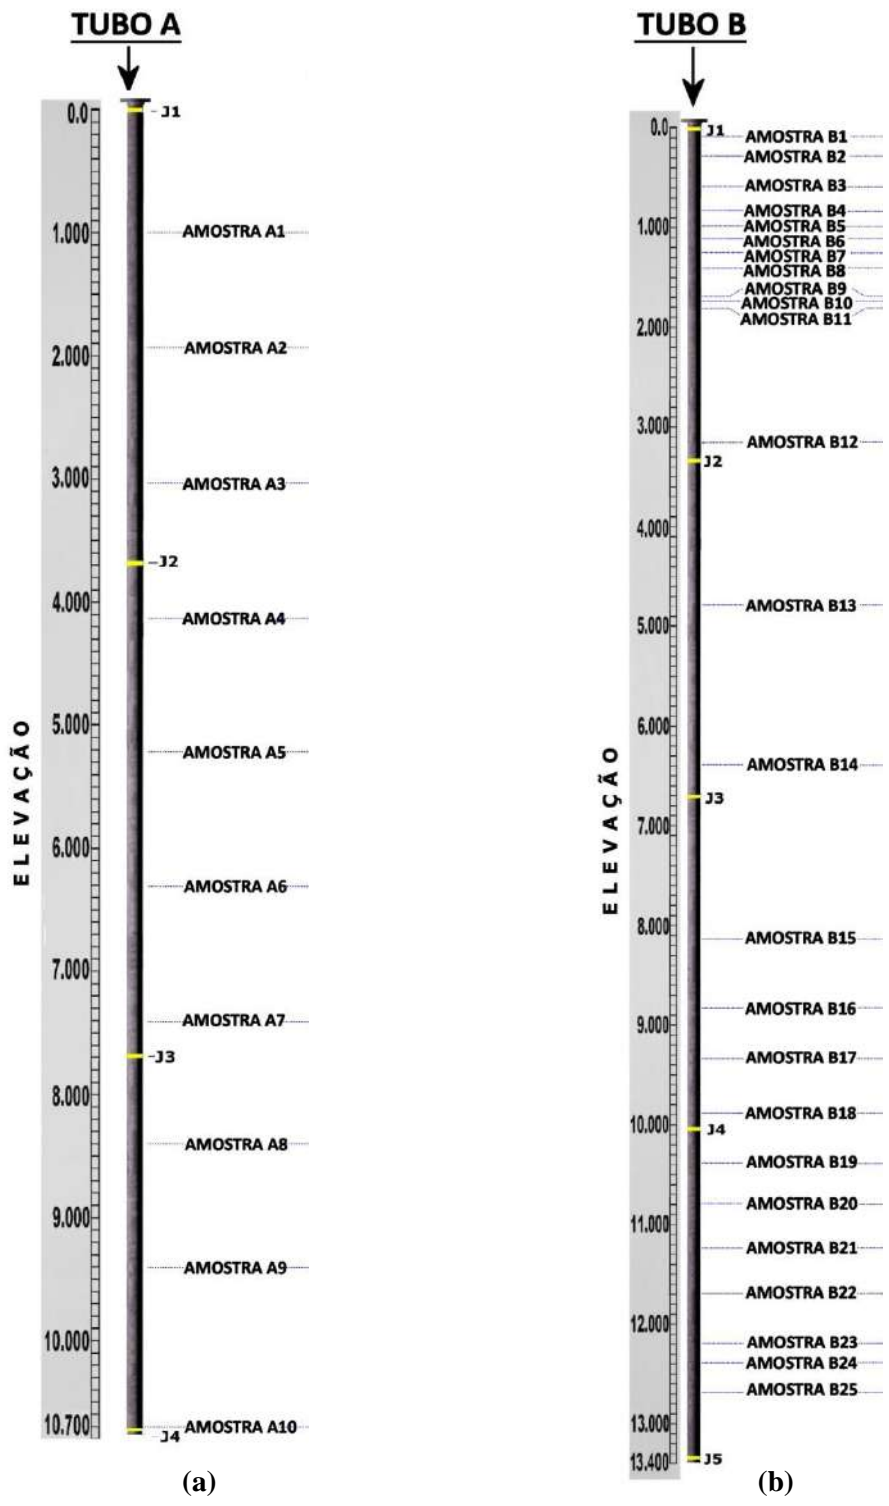 TUBO A
0.0
J1
1.000
AMOSTRA A1
2.000
AMOSTRA A2
3.000
AMOSTRA A3
J2
4.000
AMOSTRA A4
5.000
AMOSTRA A5
6.000
AMOSTRA A6
7.000
AMOSTRA A7
J3
8.000
AMOSTRA A8
9.000
AMOSTRA A9
10.000
10.700
AMOSTRA A10
J4
ELEVAÇÃO
(a)
TUBO B
0.0
J1
AMOSTRA B1
AMOSTRA B2
AMOSTRA B3
AMOSTRA B4
1.000
AMOSTRA B5
AMOSTRA B6
AMOSTRA B7
AMOSTRA B8
AMOSTRA B9
AMOSTRA B10
AMOSTRA B11
2.000
3.000
AMOSTRA B12
J2
4.000
AMOSTRA B13
5.000
6.000
AMOSTRA B14
J3
7.000
8.000
AMOSTRA B15
AMOSTRA B16
9.000
AMOSTRA B17
AMOSTRA B18
10.000
J4
AMOSTRA B19
AMOSTRA B20
11.000
AMOSTRA B21
AMOSTRA B22
12.000
AMOSTRA B23
AMOSTRA B24
AMOSTRA B25
13.000
13.400
J5
ELEVAÇÃO
(b)